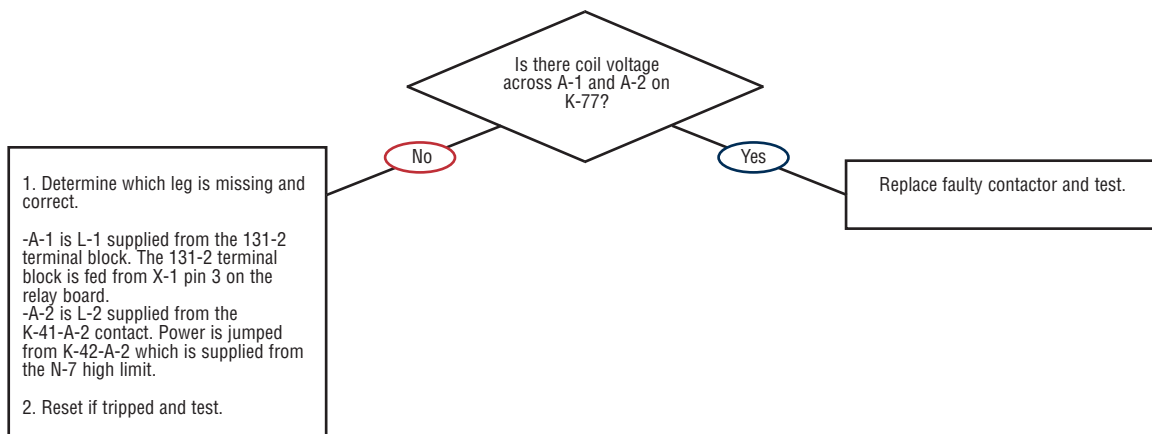 Is there coil voltage
across A-1 and A-2 on
K-77?
No
Yes
1. Determine which leg is missing and
correct.
-A-1 is L-1 supplied from the 131-2
terminal block. The 131-2 terminal
block is fed from X-1 pin 3 on the
relay board.
-A-2 is L-2 supplied from the
K-41-A-2 contact. Power is jumped
from K-42-A-2 which is supplied from
the N-7 high limit.
2. Reset if tripped and test.
Replace faulty contactor and test.